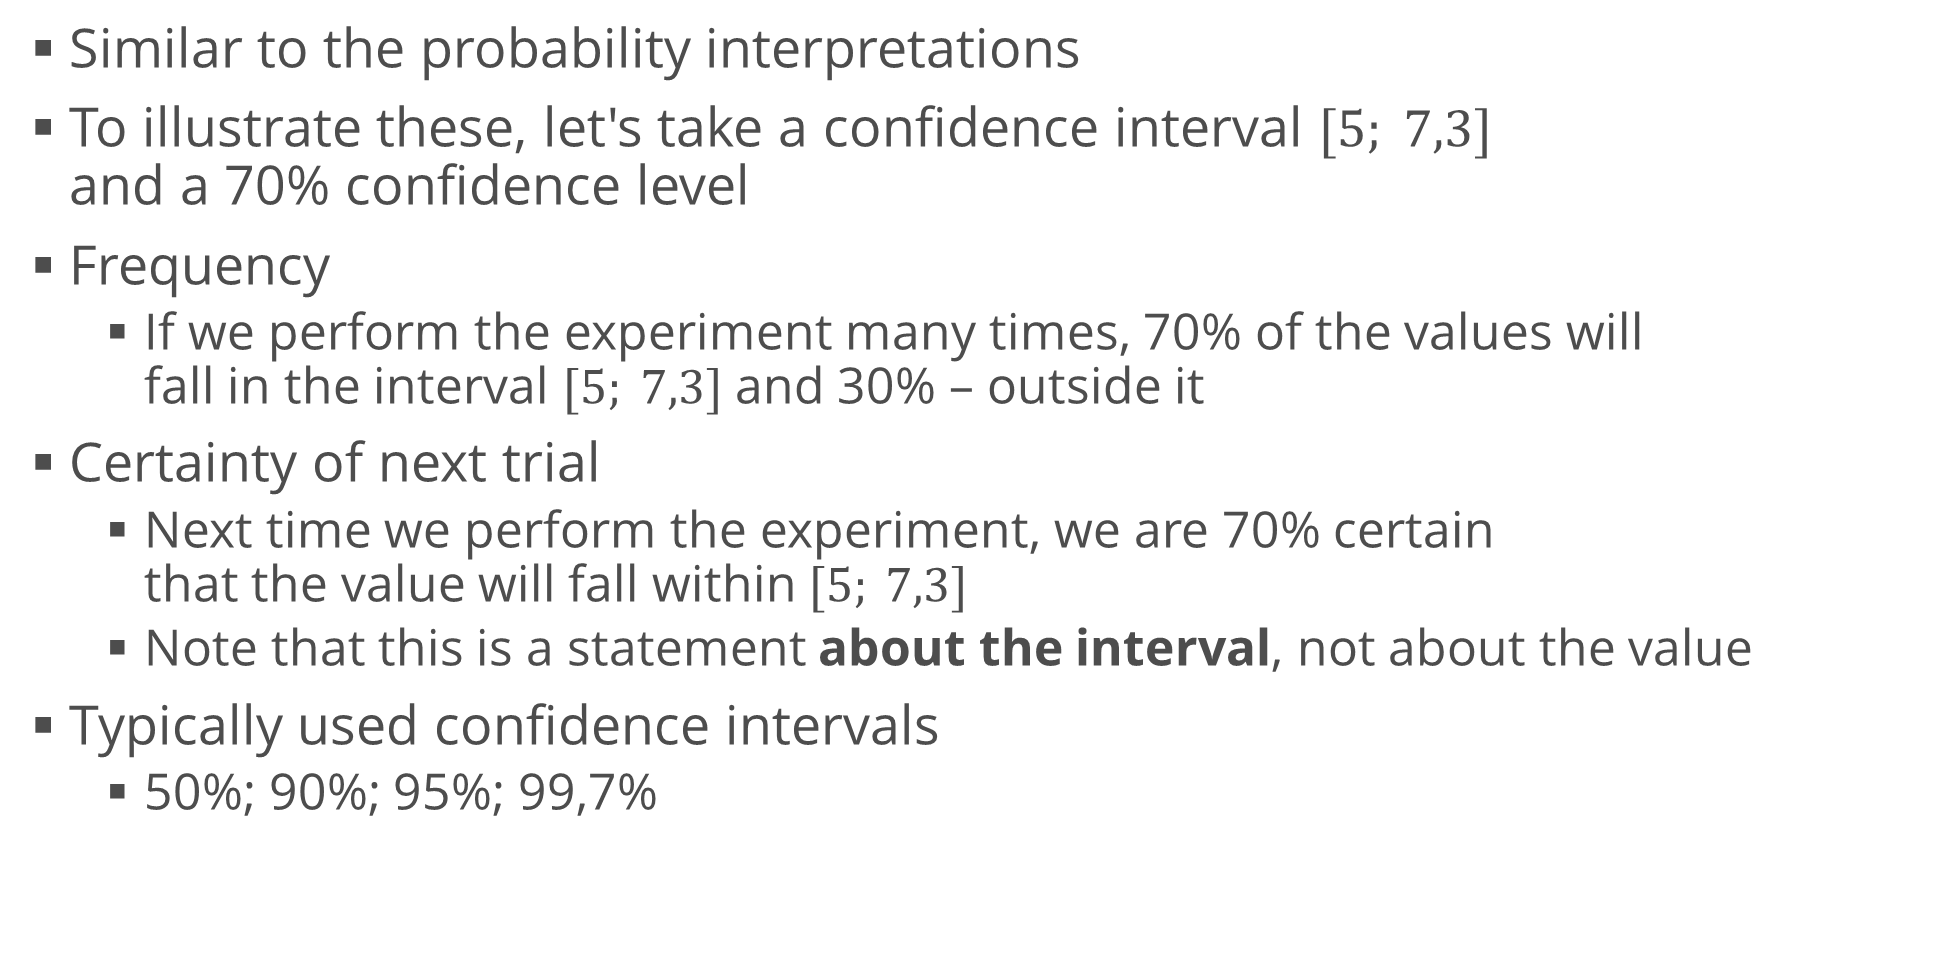 ▪ Similar to the probability interpretations
▪ To illustrate these, let's take a confidence interval [5; 7,3]
and a 70% confidence level
▪ Frequency
▪ If we perform the experiment many times, 70% of the values will
fall in the interval [5; 7,3] and 30% – outside it
▪ Certainty of next trial
▪ Next time we perform the experiment, we are 70% certain
that the value will fall within [5; 7,3]
▪ Note that this is a statement about the interval, not about the value
▪ Typically used confidence intervals
▪ 50%; 90%; 95%; 99,7%